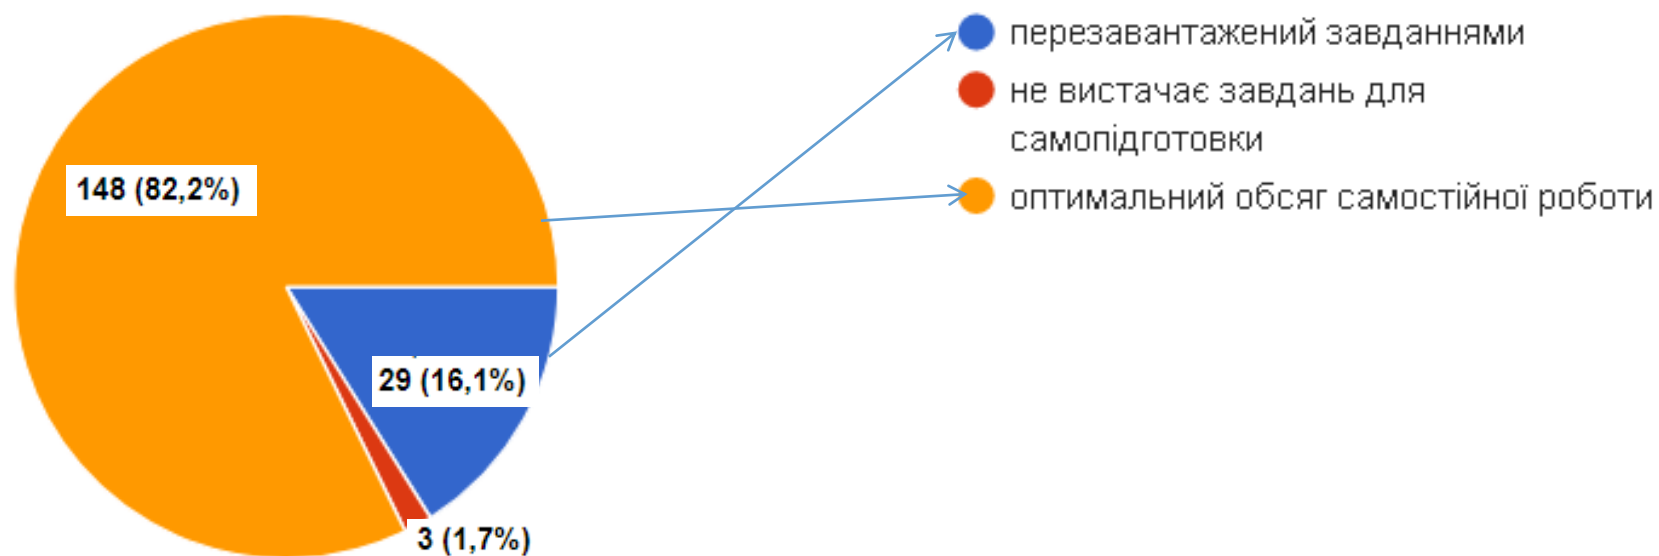 перезавантажений завданнями
не вистачає завдань для
самопідготовки
148 (82,2%)
оптимальний обсяг самостійної роботи
29 (16,1%)
3 (1,7%)